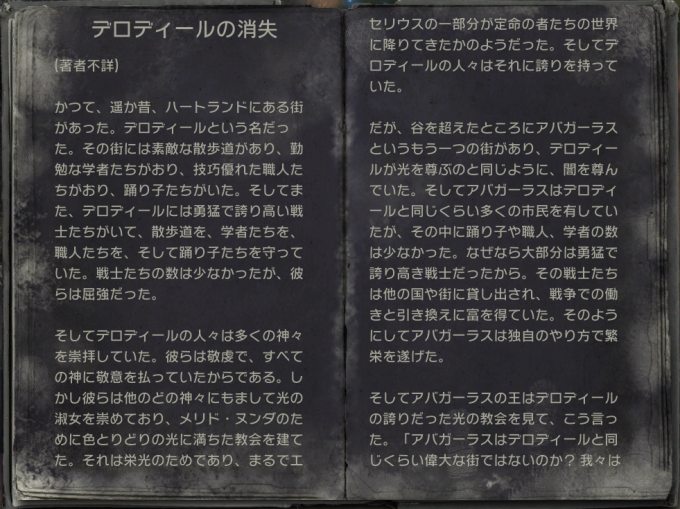 デロディールの消失
(著者不詳)
かつて、遥か昔、ハートランドにある街
があった。デロディールという名だっ
た。その街には素敵な散歩道があり、勤
勉な学者たちがおり、技巧優れた職人た
ちがおり、踊り子たちがいた。そしてま
た、デロディールには勇猛で誇り高い戦
士たちがいて、散歩道を、学者たちを、
職人たちを、そして踊り子たちを守って
いた。戦士たちの数は少なかったが、彼
らは屈強だった。
そしてデロディールの人々は多くの神々
を崇拝していた。彼らは敬虔で、すべて
の神に敬意を払っていたからである。し
かし彼らは他のどの神々にもまして光の
淑女を崇めており、メリド・ヌンダのた
めに色とりどりの光に満ちた教会を建て
た。それは栄光のためであり、まるでエ
セリウスの一部分が定命の者たちの世界
に降りてきたかのようだった。そしてデ
ロディールの人々はそれに誇りを持って
いた。
だが、谷を超えたところにアバガーラス
というもう一つの街があり、デロディー
ルが光を尊ぶのと同じように、闇を尊ん
でいた。そしてアバガーラスはデロディ
ールと同じくらい多くの市民を有してい
たが、その中に踊り子や職人、学者の数
は少なかった。なぜなら大部分は勇猛で
誇り高き戦士だったから。その戦士たち
は他の国や街に貸し出され、戦争での働
きと引き換えに富を得ていた。そのよう
にしてアバガーラスは独自のやり方で繁
栄を遂げた。
そしてアバガーラスの王はデロディール
の誇りだった光の教会を見て、こう言っ
た。「アバガーラスはデロディールと同
じくらい偉大な街ではないのか? 我々は